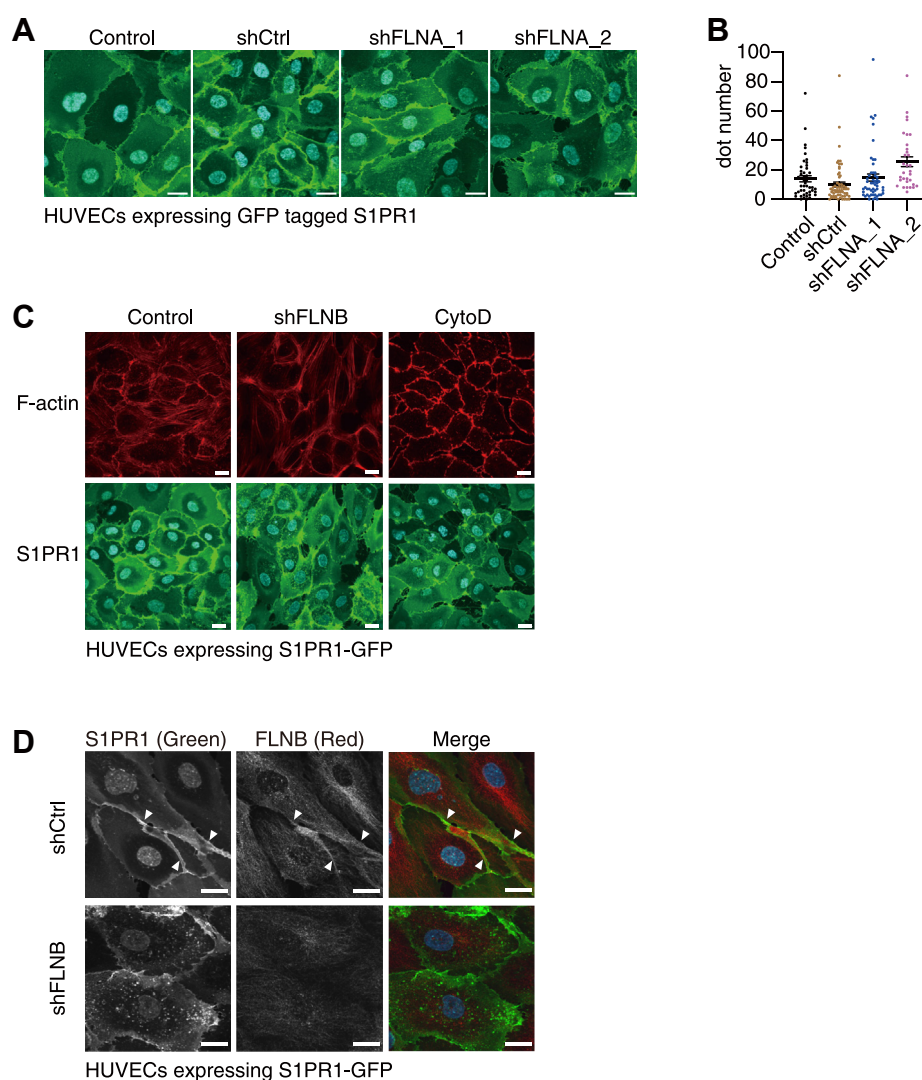 A
Control shCtrl shFLNA_1 shFLNA_2
HUVECs expressing GFP tagged S1PR1
B
dot number
100
80
60
40
20
0
Control
shCtrl
shFLNA_1
shFLNA_2
C
Control shFLNB CytoD
F-actin
S1PR1
HUVECs expressing S1PR1-GFP
D
S1PR1 (Green) FLNB (Red) Merge
shCtrl
shFLNB
HUVECs expressing S1PR1-GFP